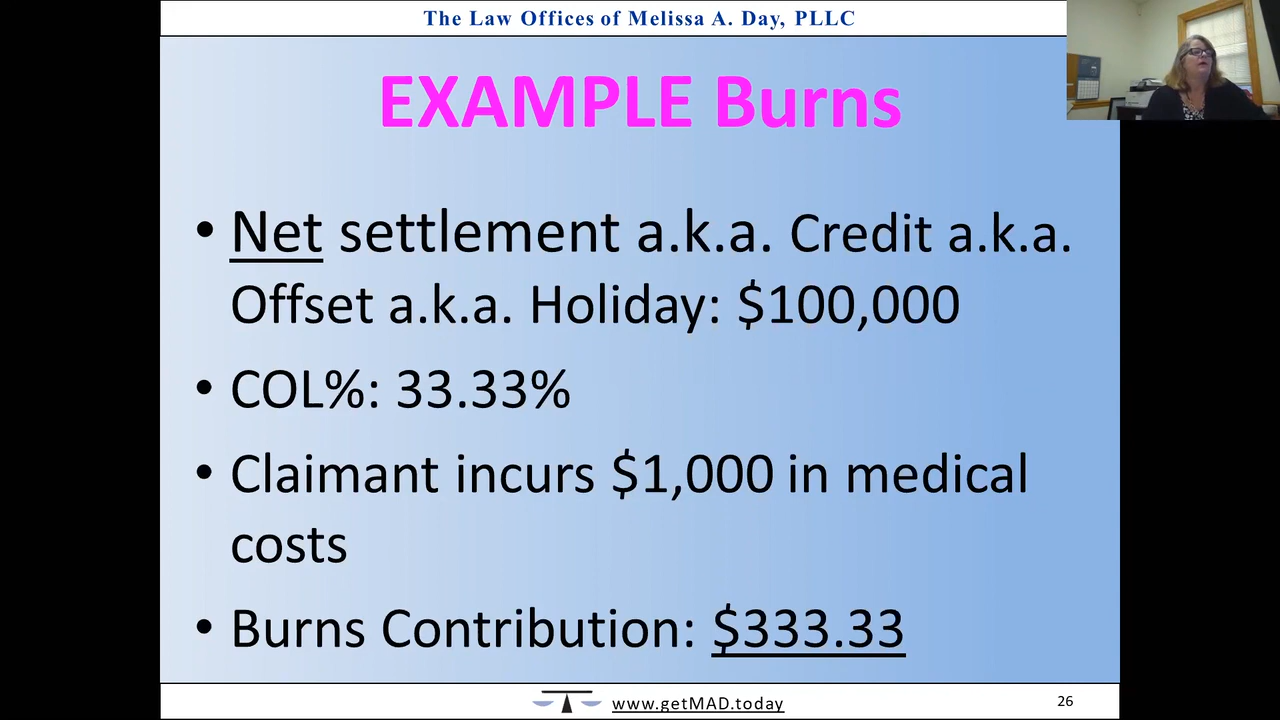 The Law Offices of Melissa A. Day, PLLC
EXAMPLE Burns
• Net settlement a.k.a. Credit a.k.a.
Offset a.k.a. Holiday: $100,000
• COL%: 33.33%
• Claimant incurs $1,000 in medical
costs
• Burns Contribution: $333.33
www.getMAD.today
26